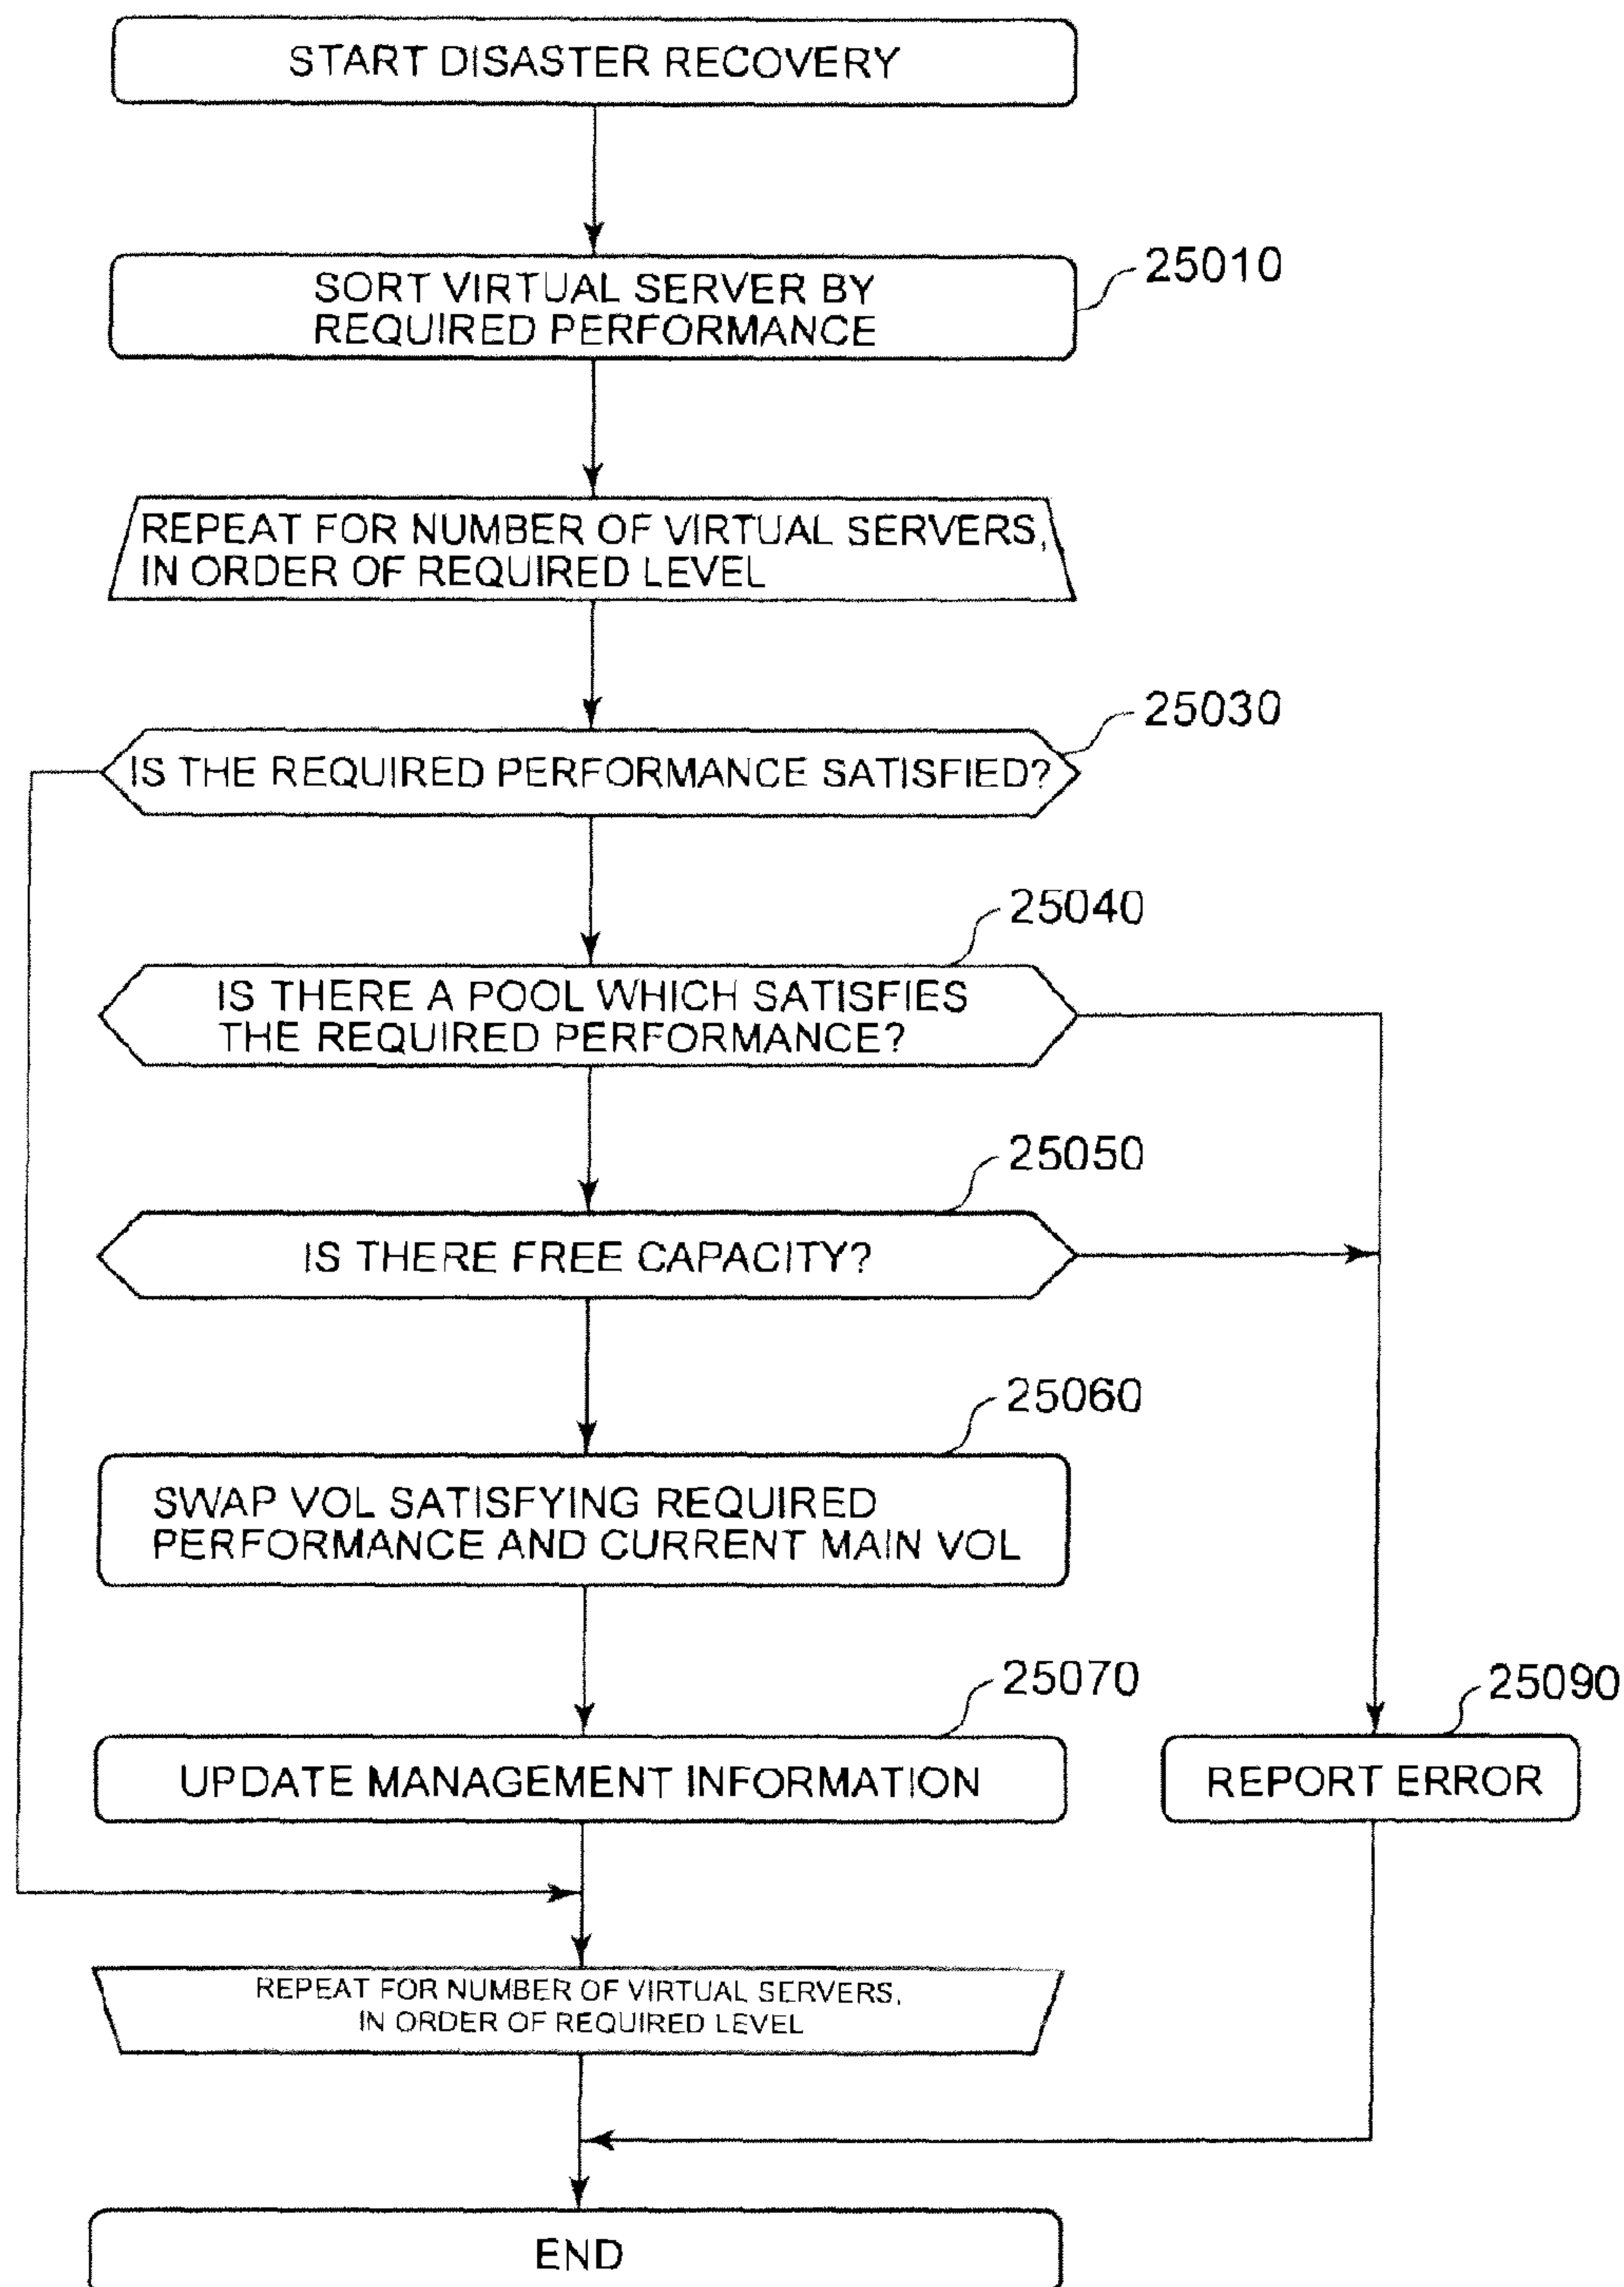 START DISASTER RECOVERY
25010
SORT VIRTUAL SERVER BY
REQUIRED PERFORMANCE
REPEAT FOR NUMBER OF VIRTUAL SERVERS,
IN ORDER OF REQUIRED LEVEL
25030
IS THE REQUIRED PERFORMANCE SATISFIED?
25040
IS THERE A POOL WHICH SATISFIES
THE REQUIRED PERFORMANCE?
25050
IS THERE FREE CAPACITY?
25060
SWAP VOL SATISFYING REQUIRED
PERFORMANCE AND CURRENT MAIN VOL
25070
UPDATE MANAGEMENT INFORMATION
25090
REPORT ERROR
REPEAT FOR NUMBER OF VIRTUAL SERVERS,
IN ORDER OF REQUIRED LEVEL
END